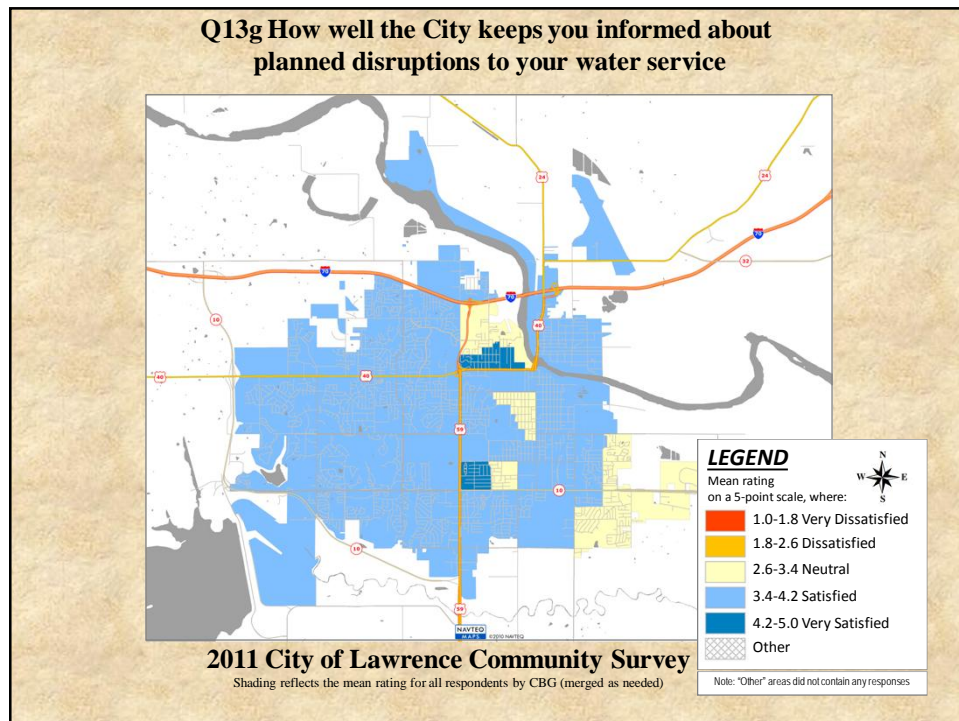 Q13g How well the City keeps you informed about
planned disruptions to your water service
24
24
70
32
70
70
10
40
40
40
59
10
10
59
NAVTEQ
MAPS
©2010 NAVTEQ
LEGEND
Mean rating
on a 5-point scale, where:
N
W
E
S
1.0-1.8 Very Dissatisfied
1.8-2.6 Dissatisfied
2.6-3.4 Neutral
3.4-4.2 Satisfied
4.2-5.0 Very Satisfied
Other
Note: "Other" areas did not contain any responses
2011 City of Lawrence Community Survey
Shading reflects the mean rating for all respondents by CBG (merged as needed)